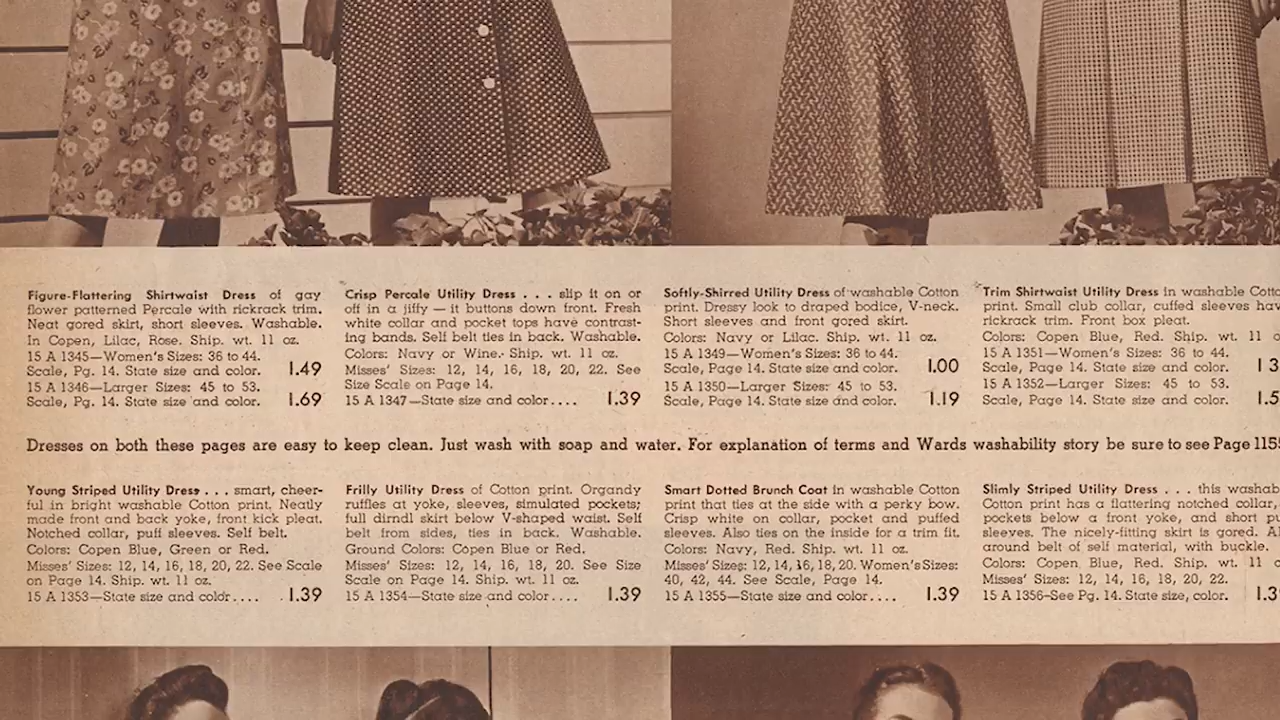 Figure-Flattering Shirtwaist Dress of gay
flower patterned Percale with rickrack trim.
Neat gored skirt, short sleeves. Washable.
In Copen, Lilac, Rose. Ship. wt. 11 oz.
15 A 1345—Women's Sizes: 36 to 44.
Scale, Pg. 14. State size and color. 1.49
15 A 1346—Larger Sizes: 45 to 53.
Scale, Pg. 14. State size and color. 1.69
Crisp Percale Utility Dress . . . slip it on or
off in a jiffy — it buttons down front. Fresh
white collar and pocket tops have contrast-
ing bands. Self belt ties in back. Washable.
Colors: Navy or Wine. Ship. wt. 11 oz.
Misses' Sizes: 12, 14, 16, 18, 20, 22. See
Size Scale on Page 14.
15 A 1347—State size and color.... 1.39
Softly-Shirred Utility Dress of washable Cotton
print. Dressy look to draped bodice, V-neck.
Short sleeves and front gored skirt.
Colors: Navy or Lilac. Ship. wt. 11 oz.
15 A 1349—Women's Sizes: 36 to 44.
Scale, Page 14. State size and color. 1.00
15 A 1350—Larger Sizes: 45 to 53.
Scale, Page 14. State size and color. 1.19
Trim Shirtwaist Dress in washable
print. Small club collar, cuffed sleeves
rickrack trim. Front box pleat.
Colors: Copen Blue, Red. Ship. wt. 11
15 A 1351—Women's Sizes: 36 to 44.
Scale, Page 14. State size and color.
15 A 1352—Larger Sizes: 45 to 53.
Scale, Page 14. State size and color.
Dresses on both these pages are easy to keep clean. Just wash with soap and water. For explanation of terms and Wards washability story be sure to see Page
Young Striped Utility Dress . . . smart, cheer-
ful in bright washable Cotton print. Neatly
made front and back yoke, front kick pleat.
Notched collar, puff sleeves. Self belt.
Colors: Copen Blue, Green or Red.
Misses' Sizes: 12, 14, 16, 18, 20, 22. See Scale
on Page 14. Ship. wt. 11 oz.
15 A 1353—State size and color.... 1.39
Frilly Utility Dress of Cotton print. Organdy
ruffles at yoke, sleeves, simulated pockets;
full dirndl skirt below V-shaped waist. Self
belt from sides, ties in back. Washable.
Ground Colors: Copen Blue or Red.
Misses' Sizes: 12, 14, 16, 18, 20. See Size
Scale on Page 14. Ship. wt. 11 oz.
15 A 1354—State size and color.... 1.39
Smart Dotted Brunch Coat in washable Cotton
print that ties at the side with a perky bow.
Crisp white on collar, pocket and puffed
sleeves. Also ties on the inside for a trim fit.
Colors: Navy, Red. Ship. wt. 11 oz.
Misses' Sizes: 12, 14, 16, 18, 20. Women's Sizes:
40, 42, 44. See Scale, Page 14.
15 A 1355—State size and color.... 1.39
Slimly Striped Utility Dress . . . this
Cotton print has a flattering notched collar,
pockets below a front yoke, and short
sleeves. The nicely-fitting skirt is gored.
around belt of self material, with buckle.
Colors: Copen Blue, Red. Ship. wt. 11
Misses' Sizes: 12, 14, 16, 18, 20, 22.
15 A 1356—See Pg. 14. State size, color.